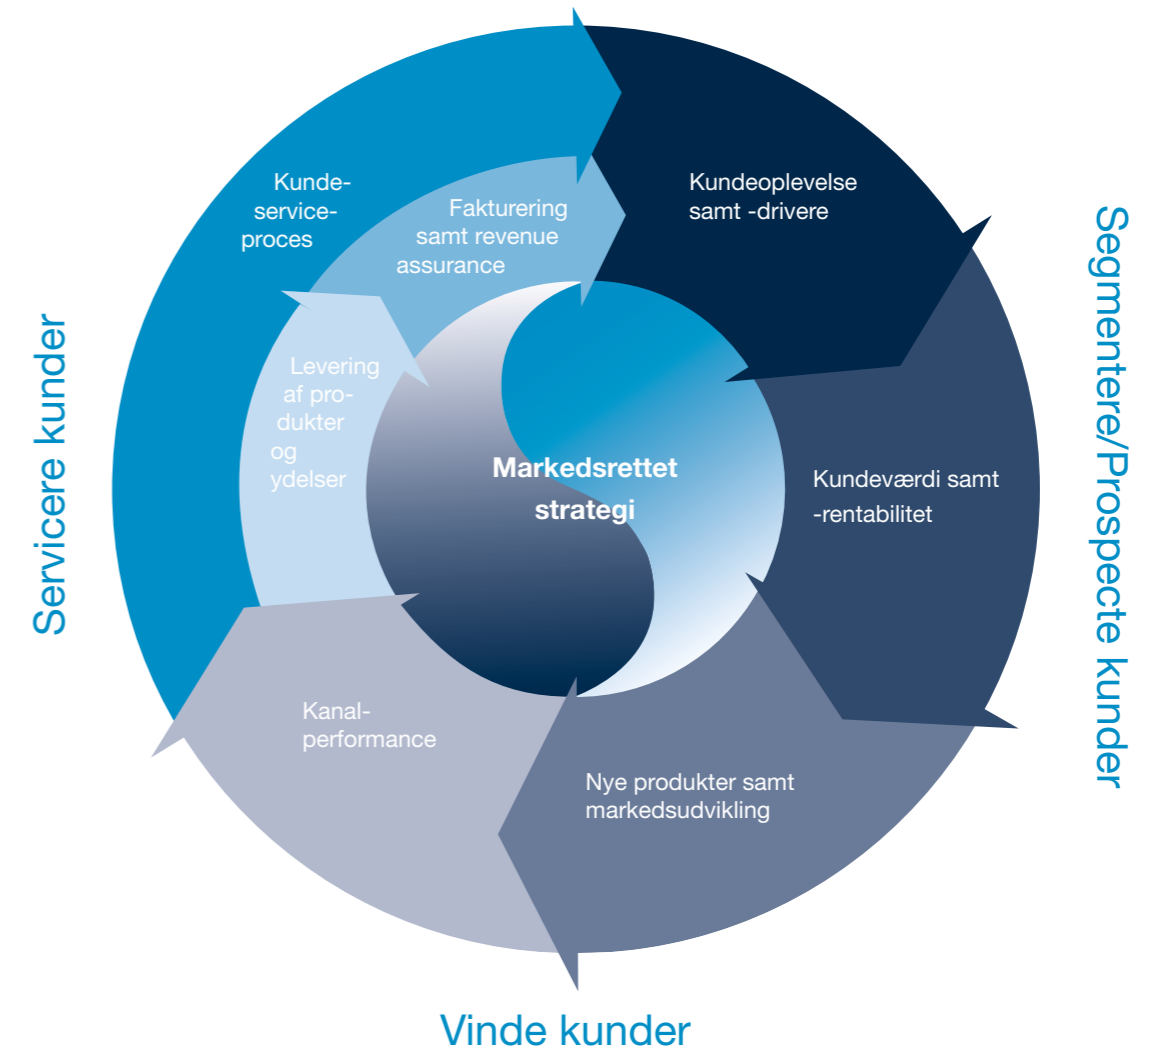 Kunde-
service-
proces
Fakturering
samt revenue
assurance
Kundeoplevelse
samt -drivere
Segmentere/Prospecte kunder
Servicere kunder
Levering
af pro-
dukter
og
ydelser
Markedsrettet
strategi
Kundeværdi samt
-rentabilitet
Kanal-
performance
Nye produkter samt
markedsudvikling
Vinde kunder